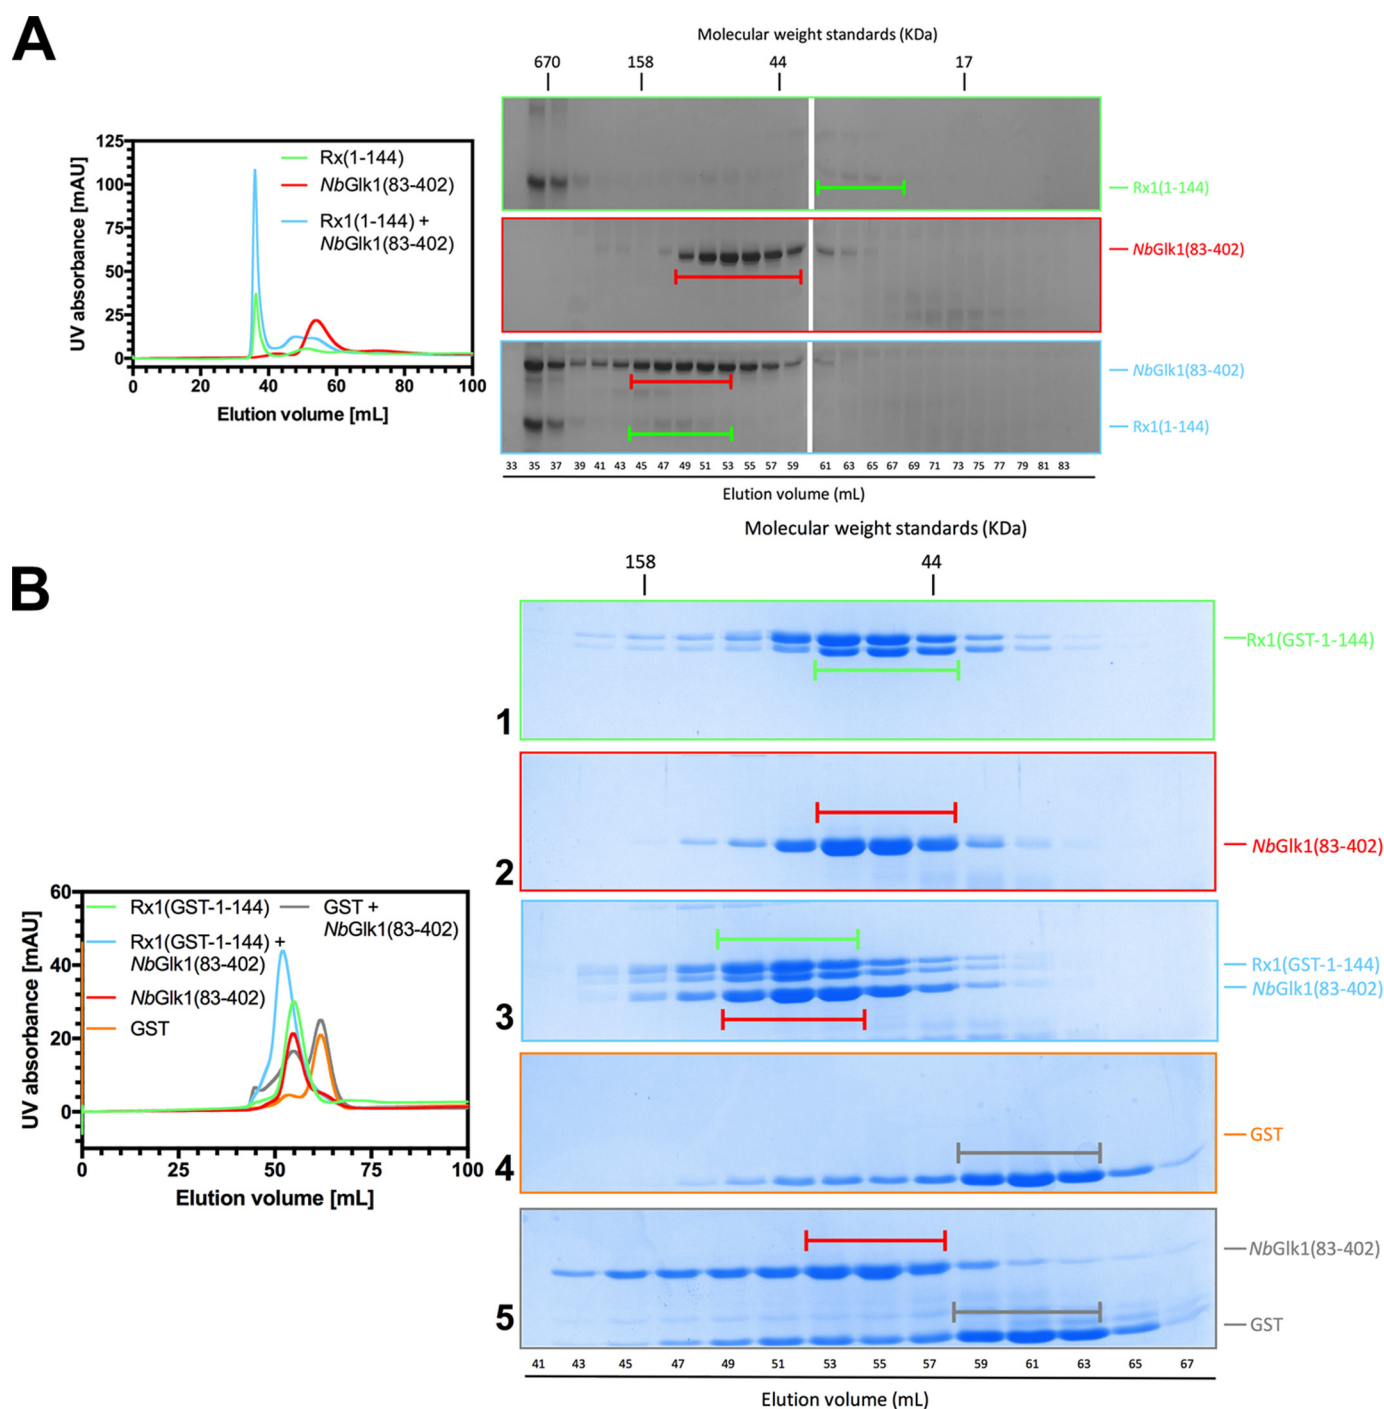 A
Molecular weight standards (KDa)
670 158 44 17
125
100
75
50
25
0
UV absorbance [mAU]
Rx(1-144)
NbGlk1(83-402)
Rx1(1-144) +
NbGlk1(83-402)
0 20 40 60 80 100
Elution volume [mL]
Rx1(1-144)
NbGlk1(83-402)
NbGlk1(83-402)
Rx1(1-144)
33 35 37 39 41 43 45 47 49 51 53 55 57 59 61 63 65 67 69 71 73 75 77 79 81 83
Elution volume (mL)
B
Molecular weight standards (KDa)
158 44
60
40
20
0
UV absorbance [mAU]
Rx1(GST-1-144)
Rx1(GST-1-144) +
NbGlk1(83-402)
NbGlk1(83-402)
GST
GST +
NbGlk1(83-402)
0 25 50 75 100
Elution volume [mL]
1
Rx1(GST-1-144)
2
NbGlk1(83-402)
3
Rx1(GST-1-144)
NbGlk1(83-402)
4
GST
5
NbGlk1(83-402)
GST
41 43 45 47 49 51 53 55 57 59 61 63 65 67
Elution volume (mL)